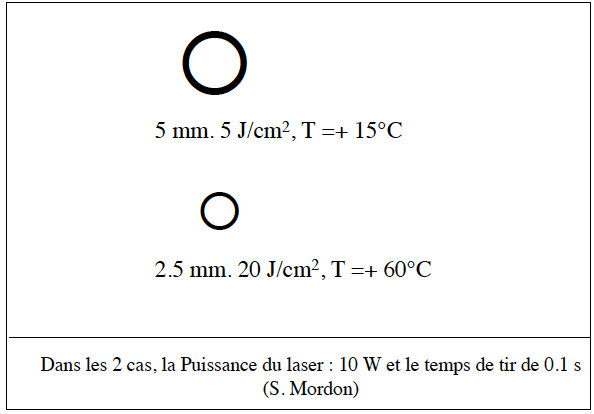 5 mm. 5 J/cm², T =+ 15°C
2.5 mm. 20 J/cm², T =+ 60°C
Dans les 2 cas, la Puissance du laser : 10 W et le temps de tir de 0.1 s
(S. Mordon)